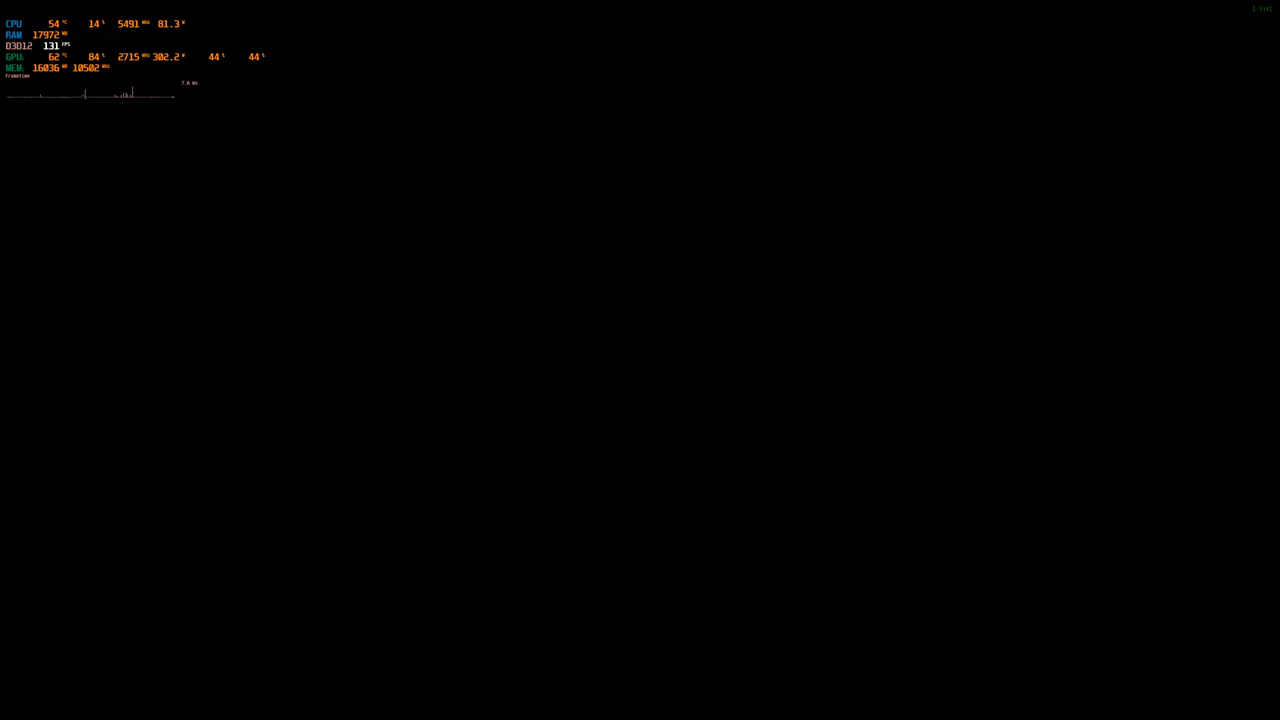 CPU 54 °C 14 % 5491 MHz 81.3 W
RAM 17972 MB
D3D12 131 FPS
GPU 62 °C 84 % 2715 MHz 302.2 W 44 % 44 %
MEM 16036 MB 10502 MHz
Frametime
7.6 ms